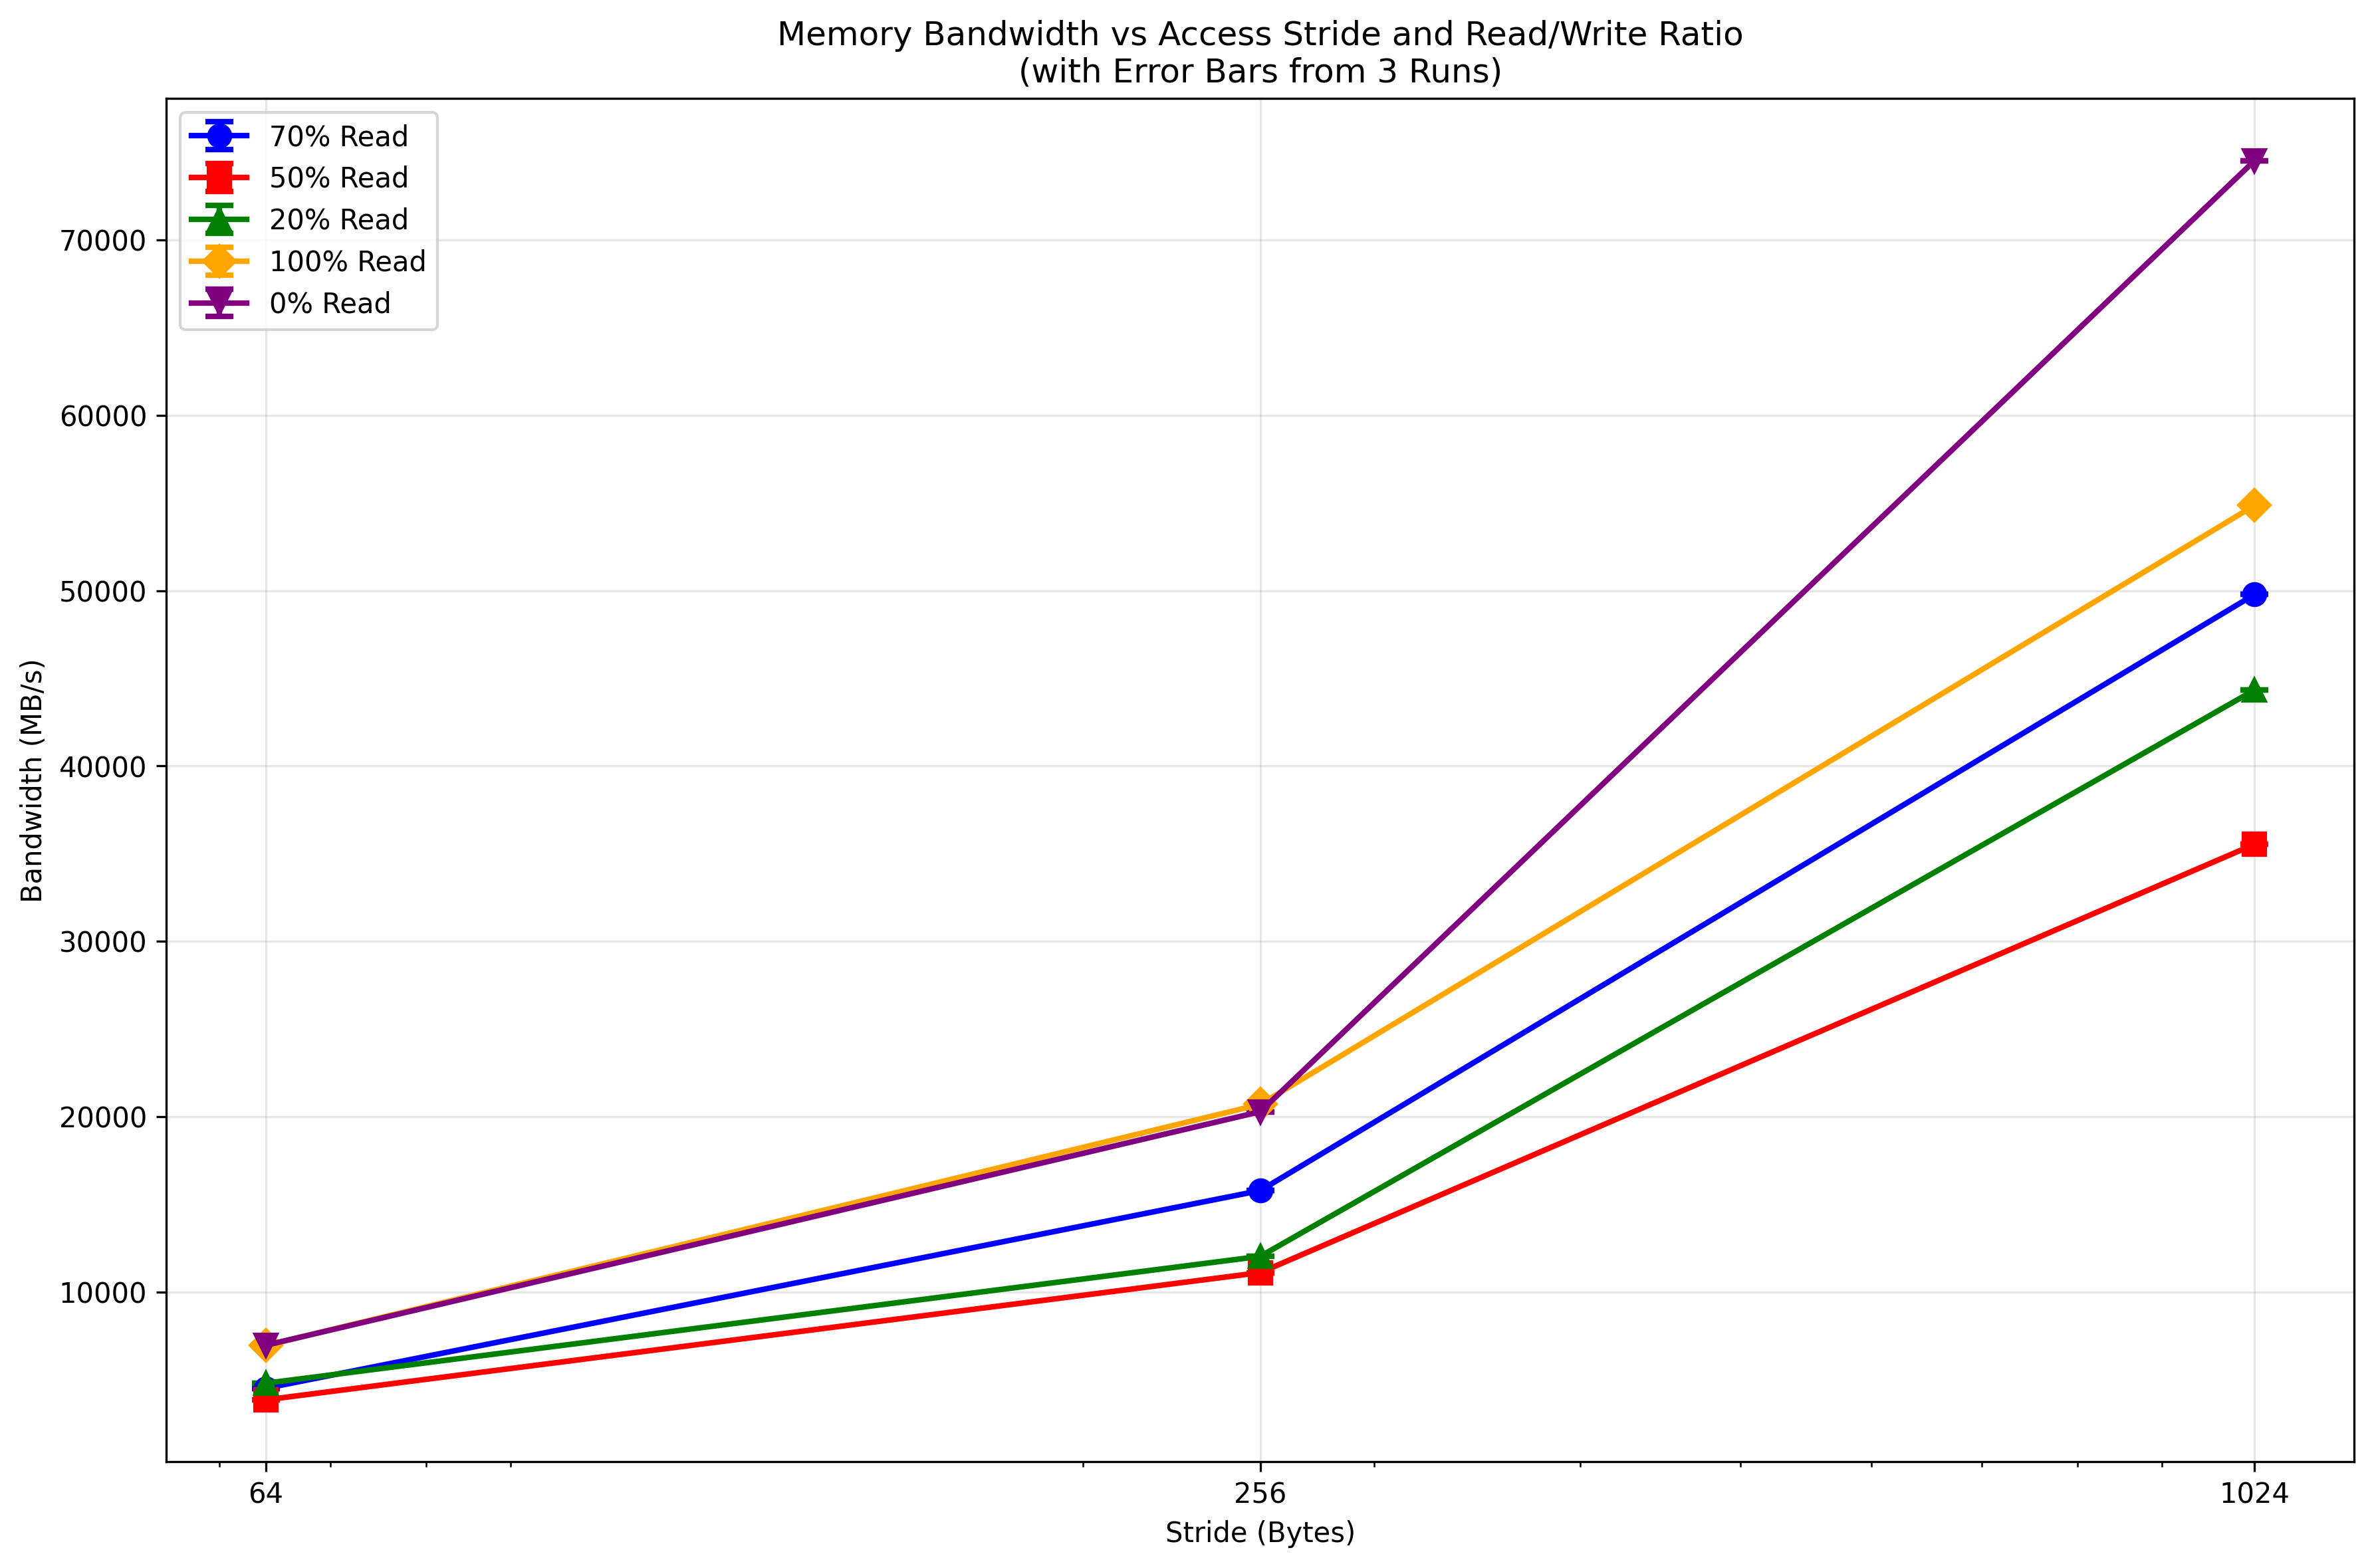 Memory Bandwidth vs Access Stride and Read/Write Ratio
(with Error Bars from 3 Runs)
70% Read
50% Read
20% Read
100% Read
0% Read
Bandwidth (MB/s)
70000
60000
50000
40000
30000
20000
10000
64
256
1024
Stride (Bytes)